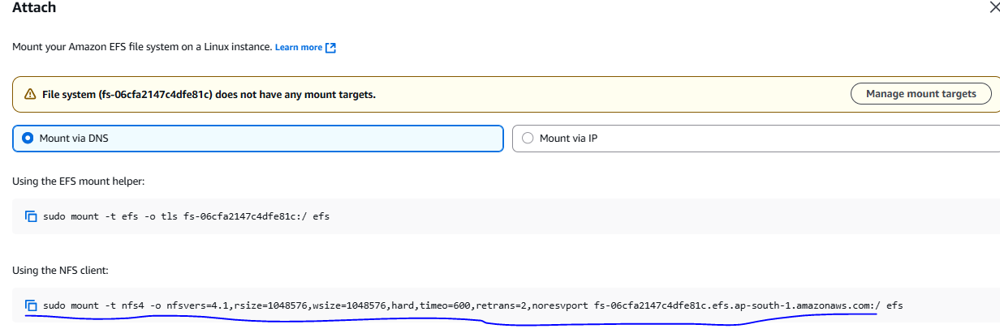 Attach
Mount your Amazon EFS file system on a Linux instance. Learn more
File system (fs-06cfa2147c4dfe81c) does not have any mount targets.
Manage mount targets
Mount via DNS
Mount via IP
Using the EFS mount helper:
sudo mount -t efs -o tls fs-06cfa2147c4dfe81c:/ efs
Using the NFS client:
sudo mount -t nfs4 -o nfsvers=4.1,rsize=1048576,wsize=1048576,hard,timeo=600,retrans=2,noresvport fs-06cfa2147c4dfe81c.efs.ap-south-1.amazonaws.com:/ efs